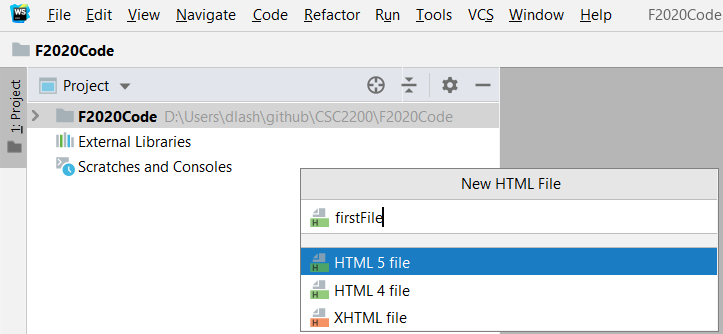 WS File Edit View Navigate Code Refactor Run Tools VCS Window Help F2020Code
F2020Code
1: Project
Project
F2020Code D:\Users\dlash\github\CSC2200\F2020Code
External Libraries
Scratches and Consoles
New HTML File
H firstFile
H HTML 5 file
H HTML 4 file
H XHTML file